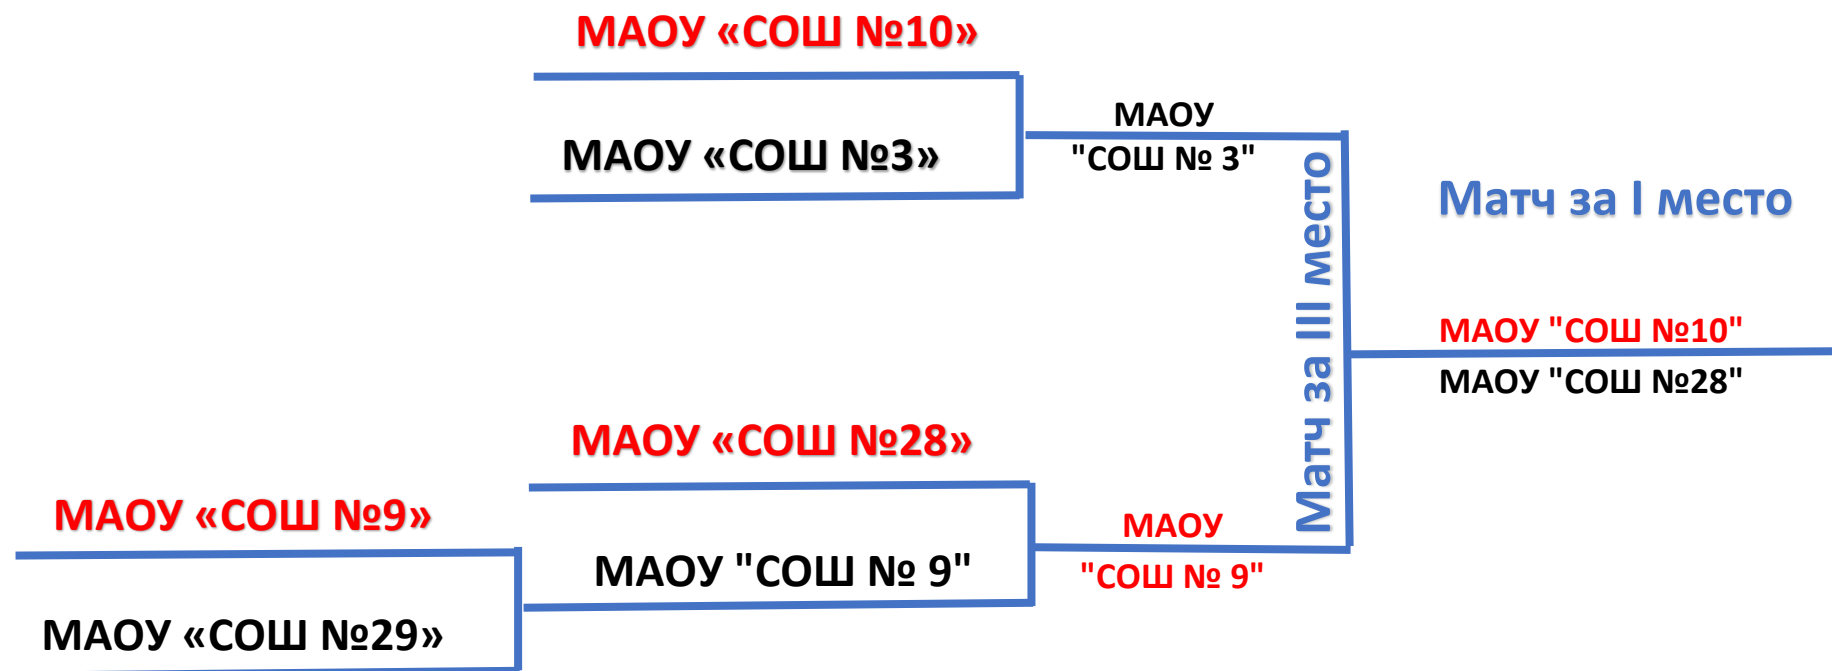 МАОУ «СОШ №10»
МАОУ «СОШ №3»
МАОУ
"СОШ № 3"
Матч за III место
Матч за I место
МАОУ "СОШ №10"
МАОУ "СОШ №28"
МАОУ «СОШ №28»
МАОУ «СОШ №9»
МАОУ "СОШ № 9"
МАОУ
"СОШ № 9"
МАОУ «СОШ №29»